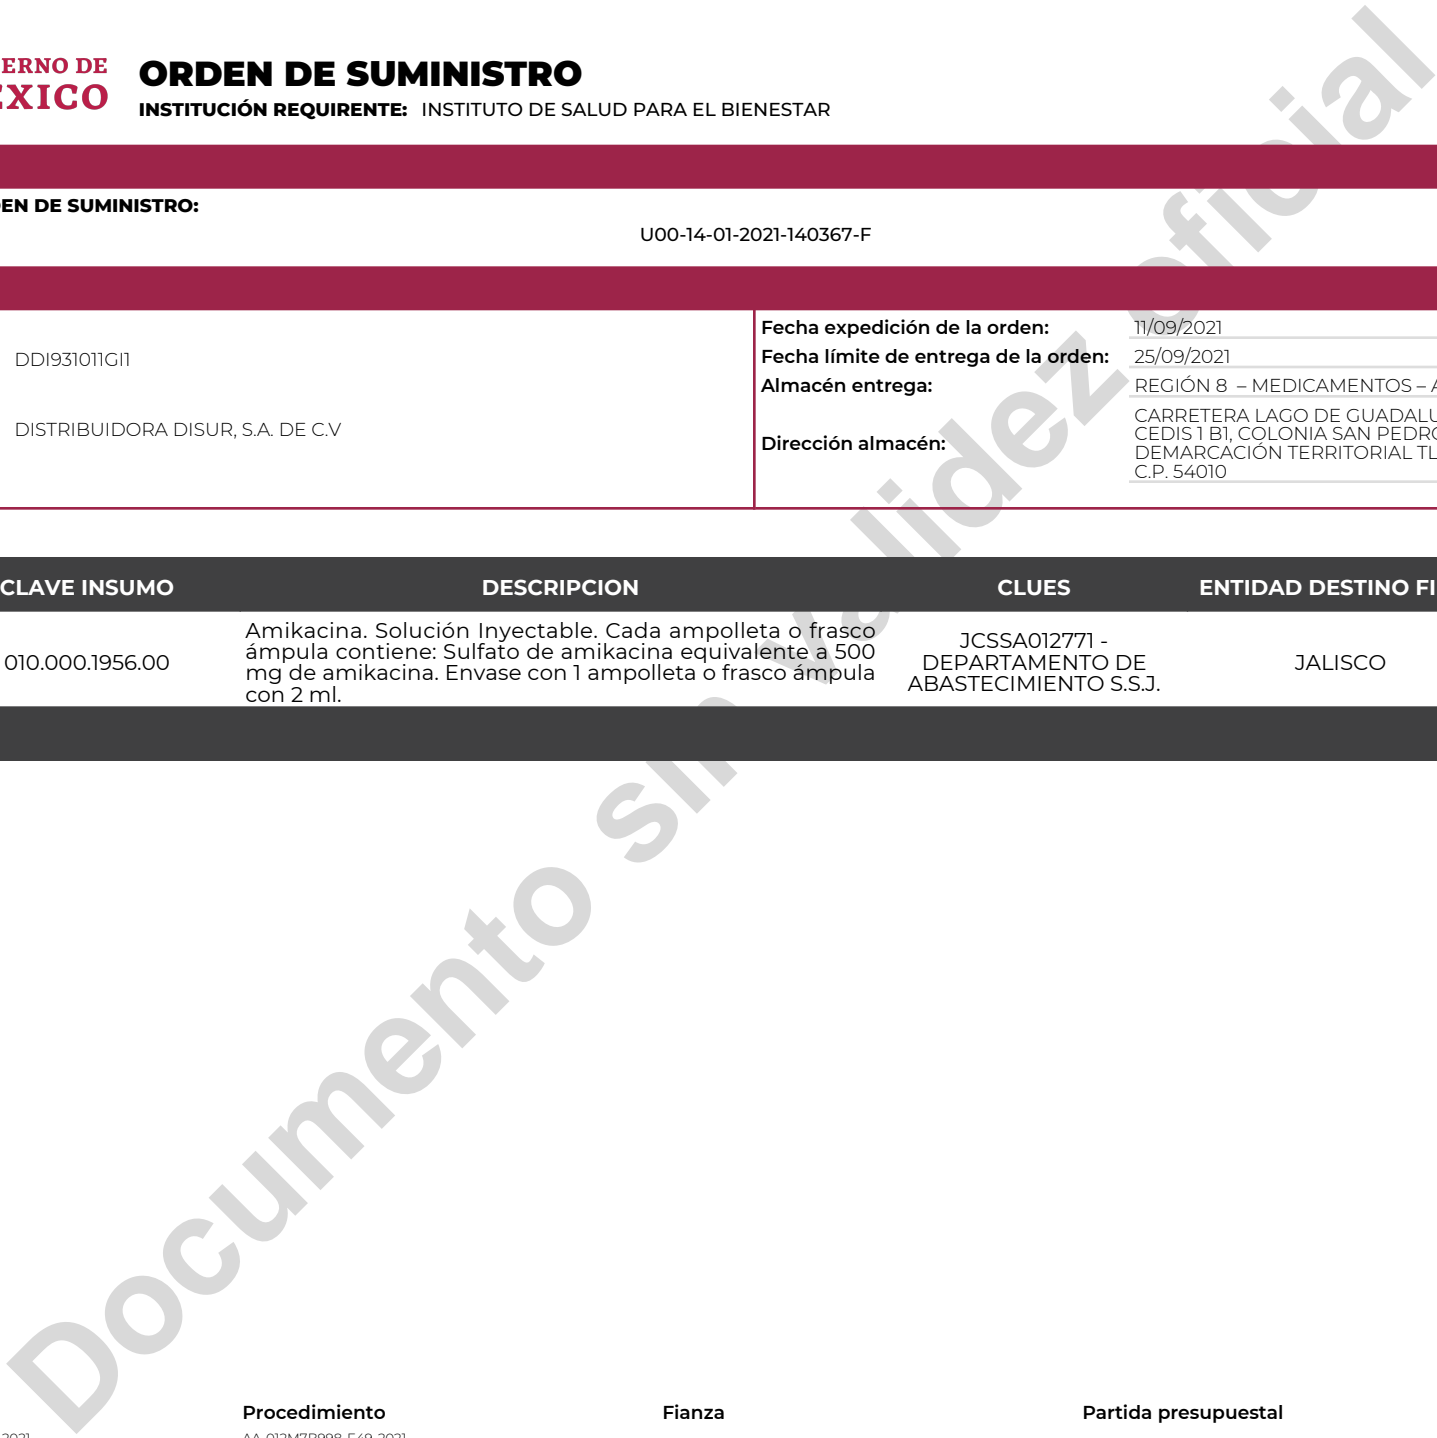 ERNO DE
EXICO
ORDEN DE SUMINISTRO
INSTITUCIÓN REQUIRENTE: INSTITUTO DE SALUD PARA EL BIENESTAR
EN DE SUMINISTRO:
U00-14-01-2021-140367-F
DDI931011GI1
DISTRIBUIDORA DISUR, S.A. DE C.V
Fecha expedición de la orden: 11/09/2021
Fecha límite de entrega de la orden: 25/09/2021
Almacén entrega: REGIÓN 8 – MEDICAMENTOS – A
Dirección almacén:
CARRETERA LAGO DE GUADALU
CEDIS 1 B1, COLONIA SAN PEDRO
DEMARCACIÓN TERRITORIAL TL
C.P. 54010
CLAVE INSUMO DESCRIPCION CLUES ENTIDAD DESTINO FI
010.000.1956.00
Amikacina. Solución Inyectable. Cada ampolleta o frasco
ámpula contiene: Sulfato de amikacina equivalente a 500
mg de amikacina. Envase con 1 ampolleta o frasco ámpula
con 2 ml.
JCSSA012771 -
DEPARTAMENTO DE
ABASTECIMIENTO S.S.J.
JALISCO
Documento sin validez oficial
Procedimiento Fianza Partida presupuestal